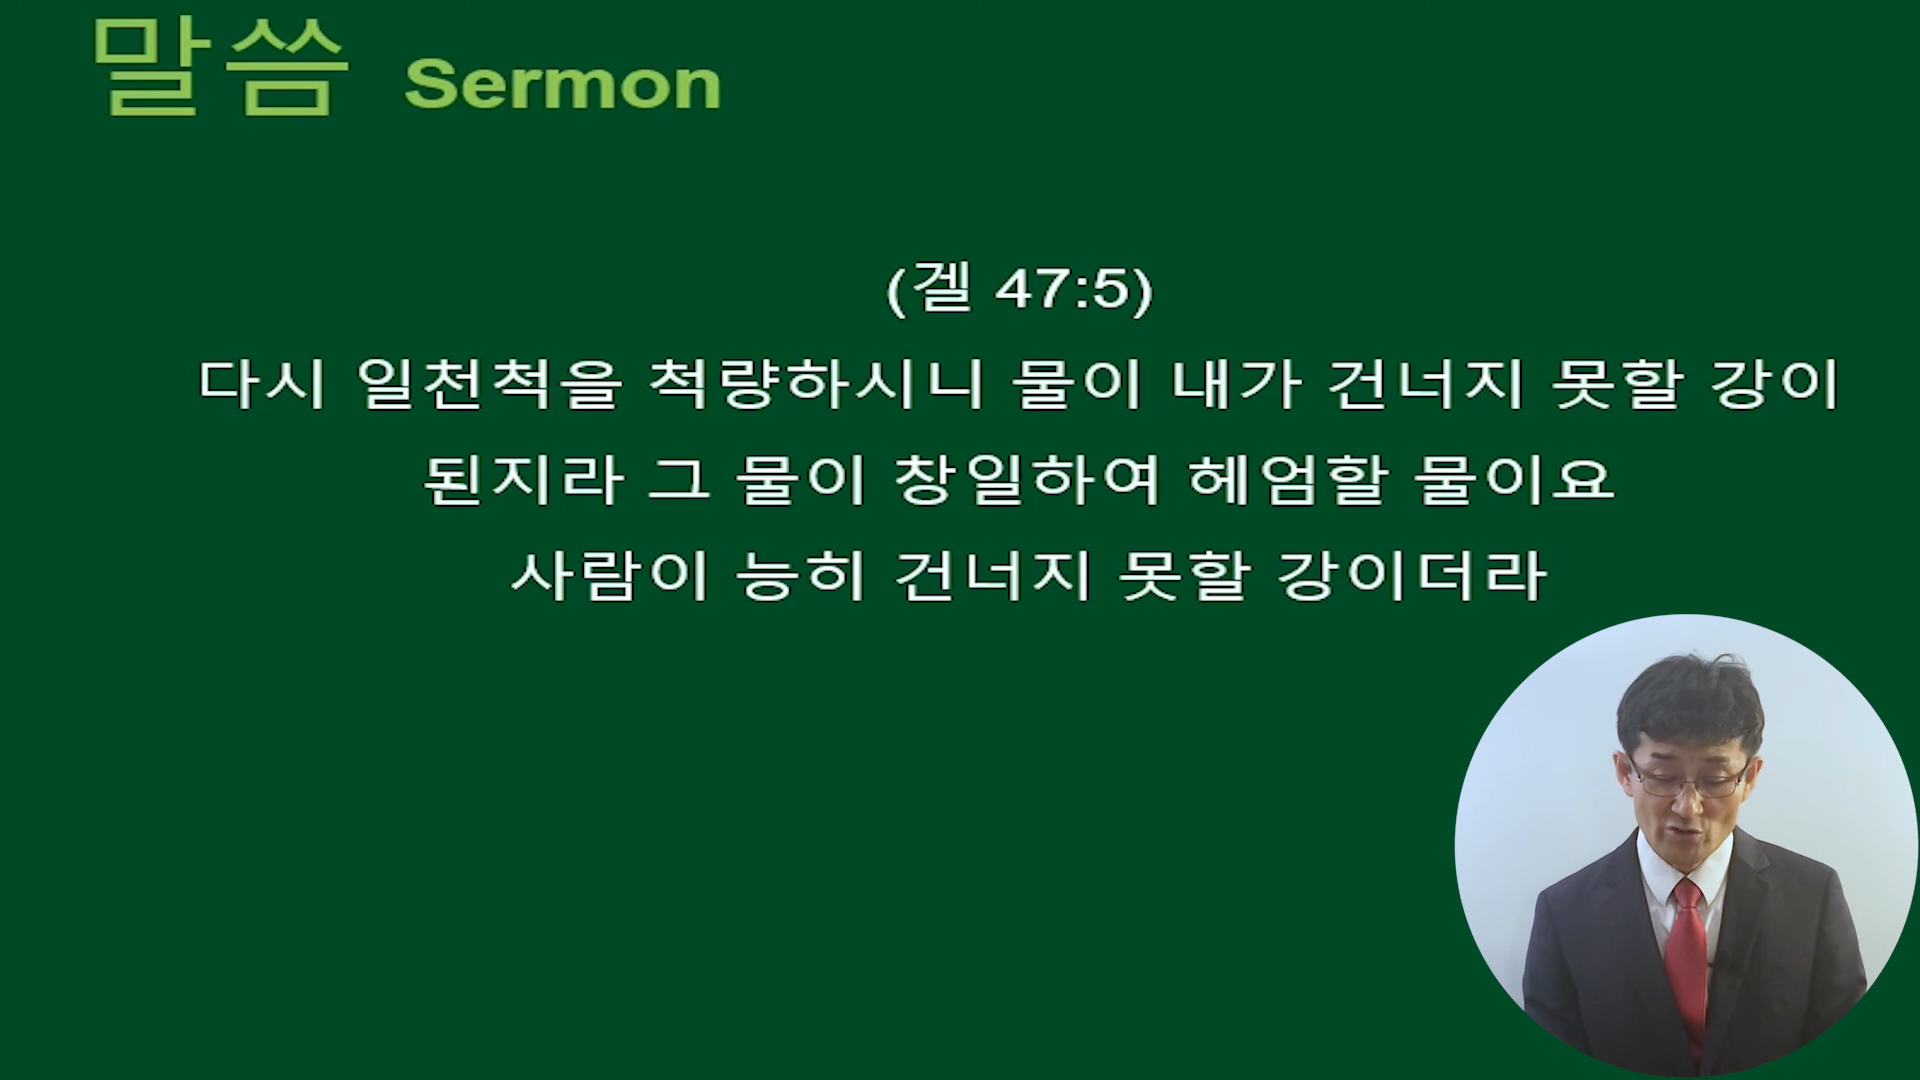 말씀 Sermon
(겔 47:5)
다시 일천척을 척량하시니 물이 내가 건너지 못할 강이
된지라 그 물이 창일하여 헤엄할 물이요
사람이 능히 건너지 못할 강이더라